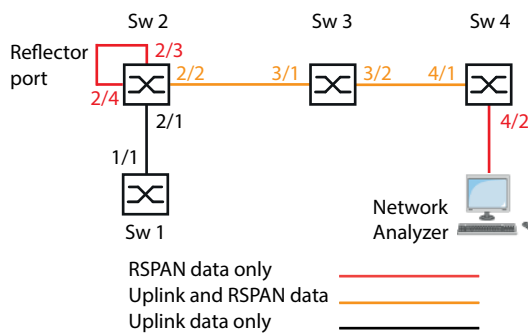 Sw 2
Sw 3
Sw 4
Reflector
port
2/3
2/4
2/2
3/1
3/2
4/1
2/1
4/2
1/1
Sw 1
Network
Analyzer
RSPAN data only
Uplink and RSPAN data
Uplink data only